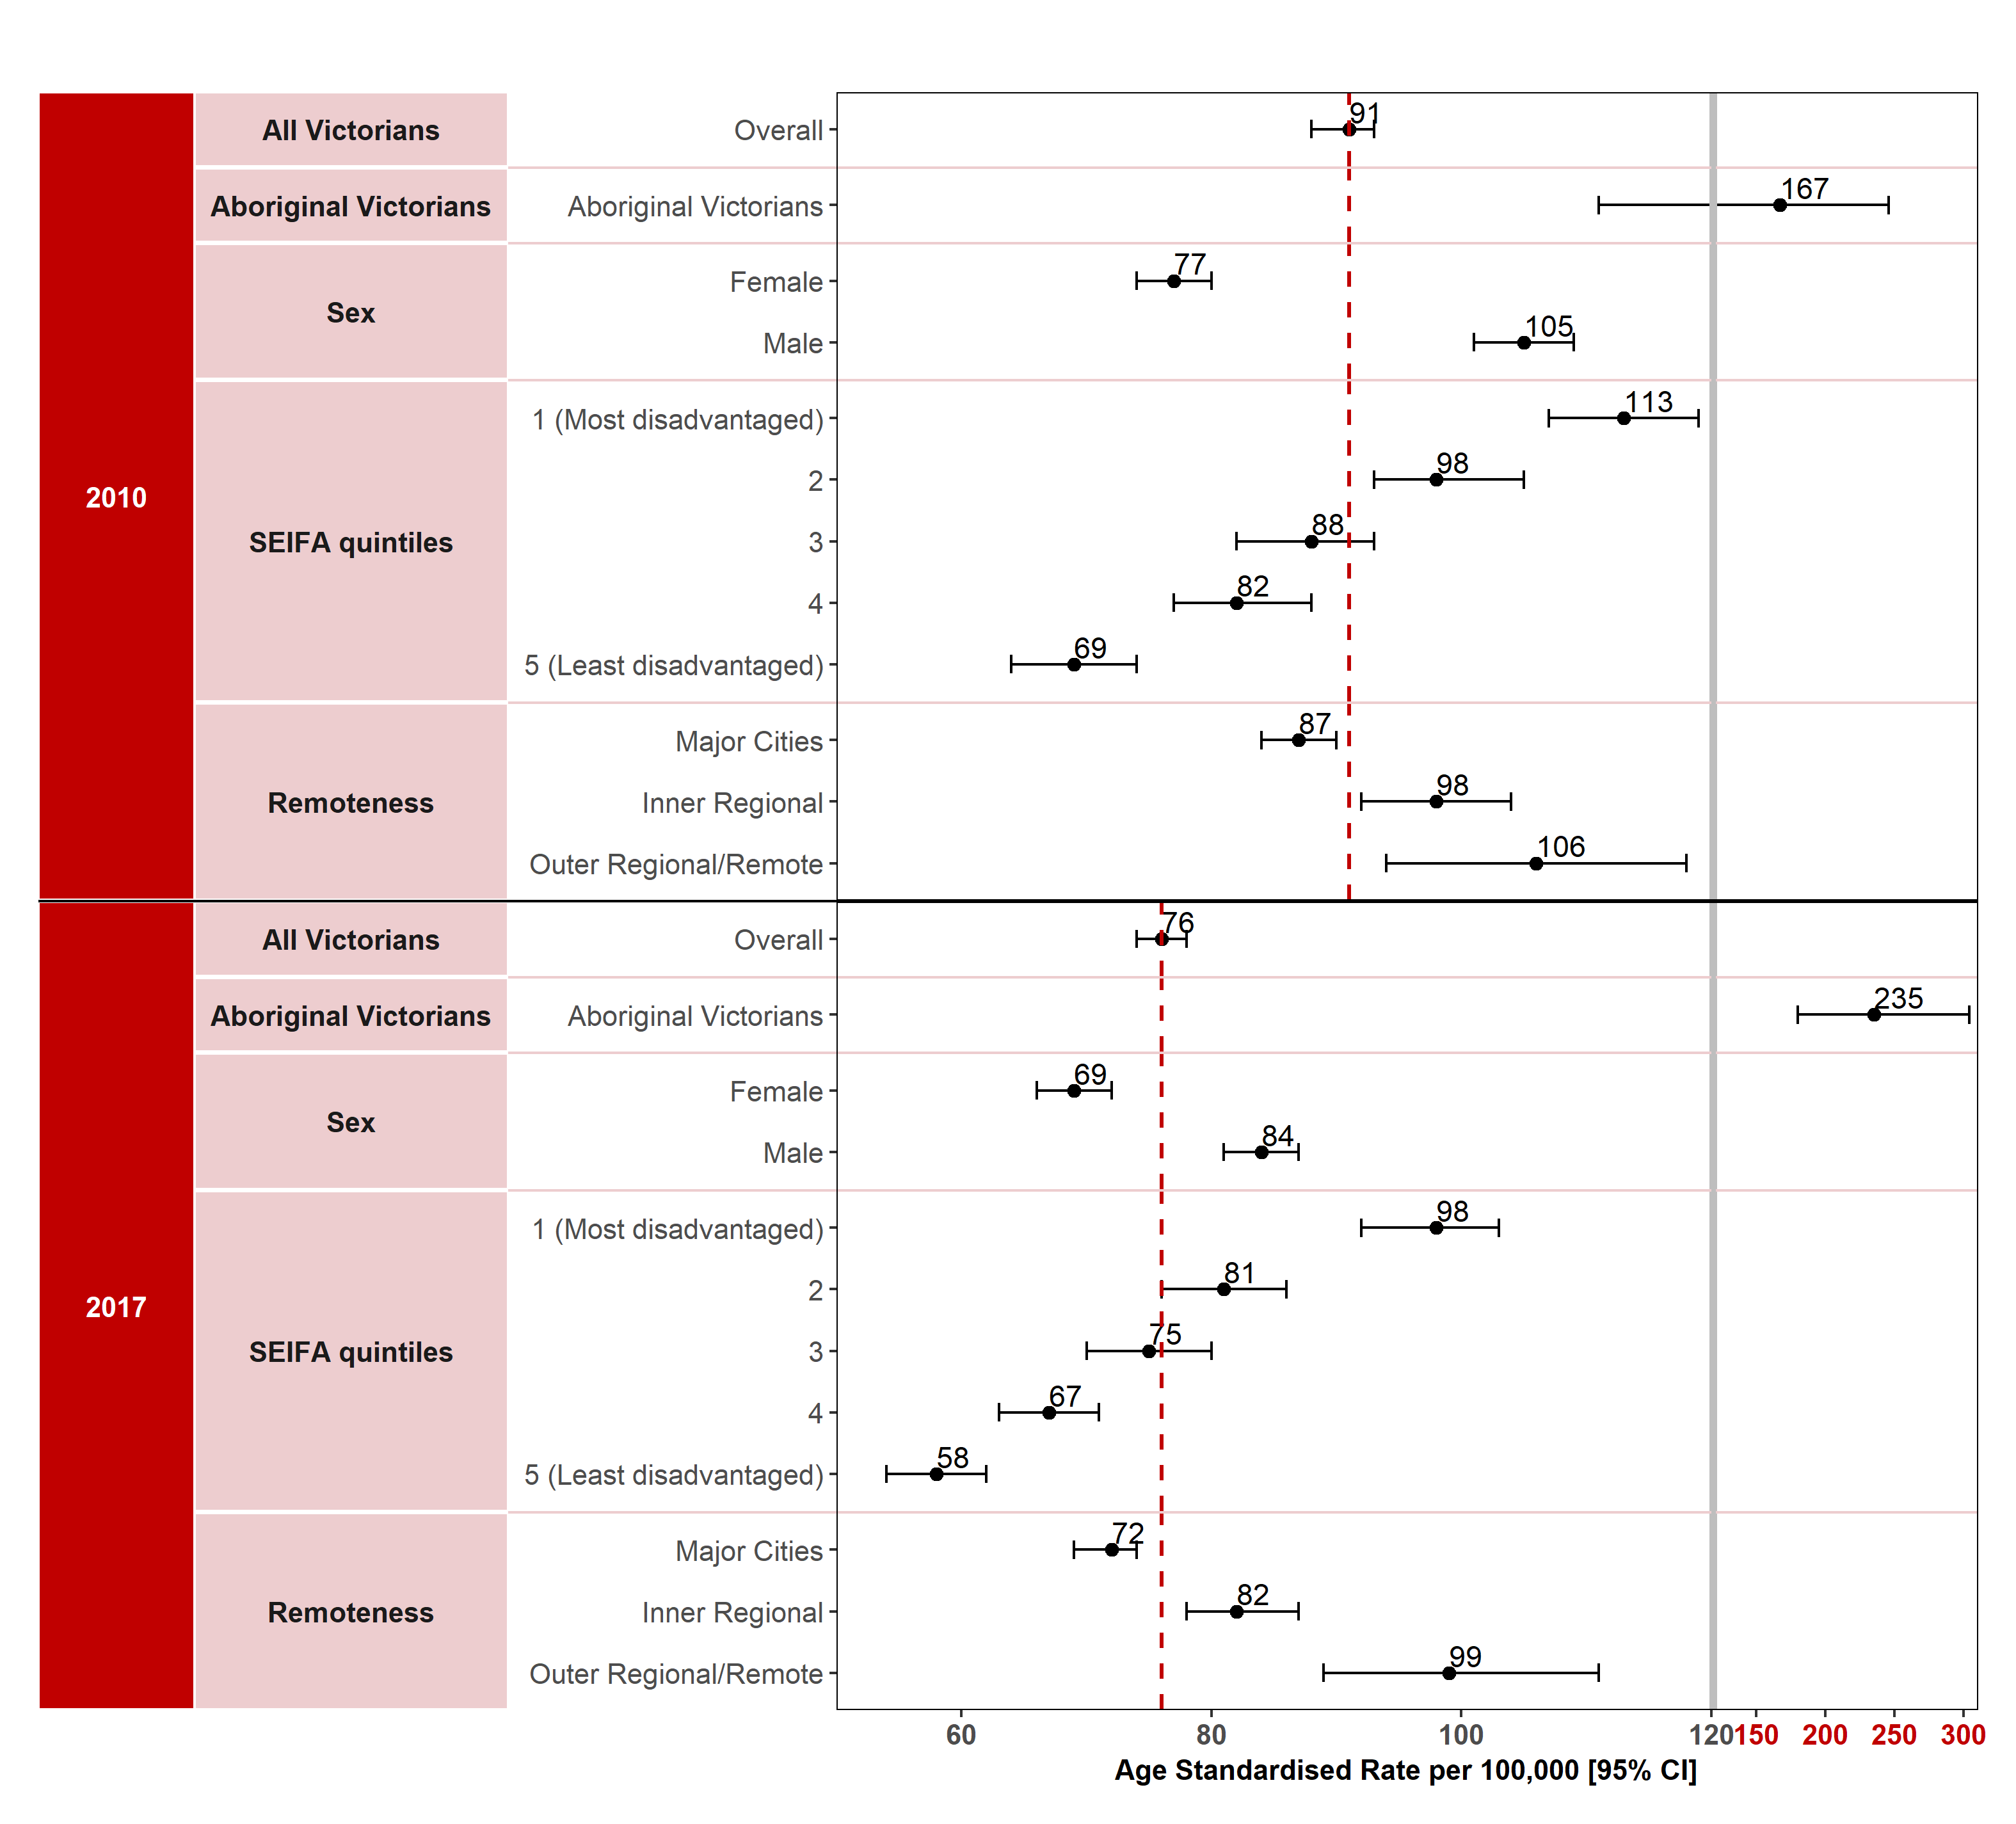 2010
All Victorians
Overall
91
Aboriginal Victorians
Aboriginal Victorians
167
Sex
Female
77
Male
105
SEIFA quintiles
1 (Most disadvantaged)
113
2
98
3
88
4
82
5 (Least disadvantaged)
69
Remoteness
Major Cities
87
Inner Regional
98
Outer Regional/Remote
106
2017
All Victorians
Overall
76
Aboriginal Victorians
Aboriginal Victorians
235
Sex
Female
69
Male
84
SEIFA quintiles
1 (Most disadvantaged)
98
2
81
3
75
4
67
5 (Least disadvantaged)
58
Remoteness
Major Cities
72
Inner Regional
82
Outer Regional/Remote
99
60 80 100 120 150 200 250 300
Age Standardised Rate per 100,000 [95% CI]